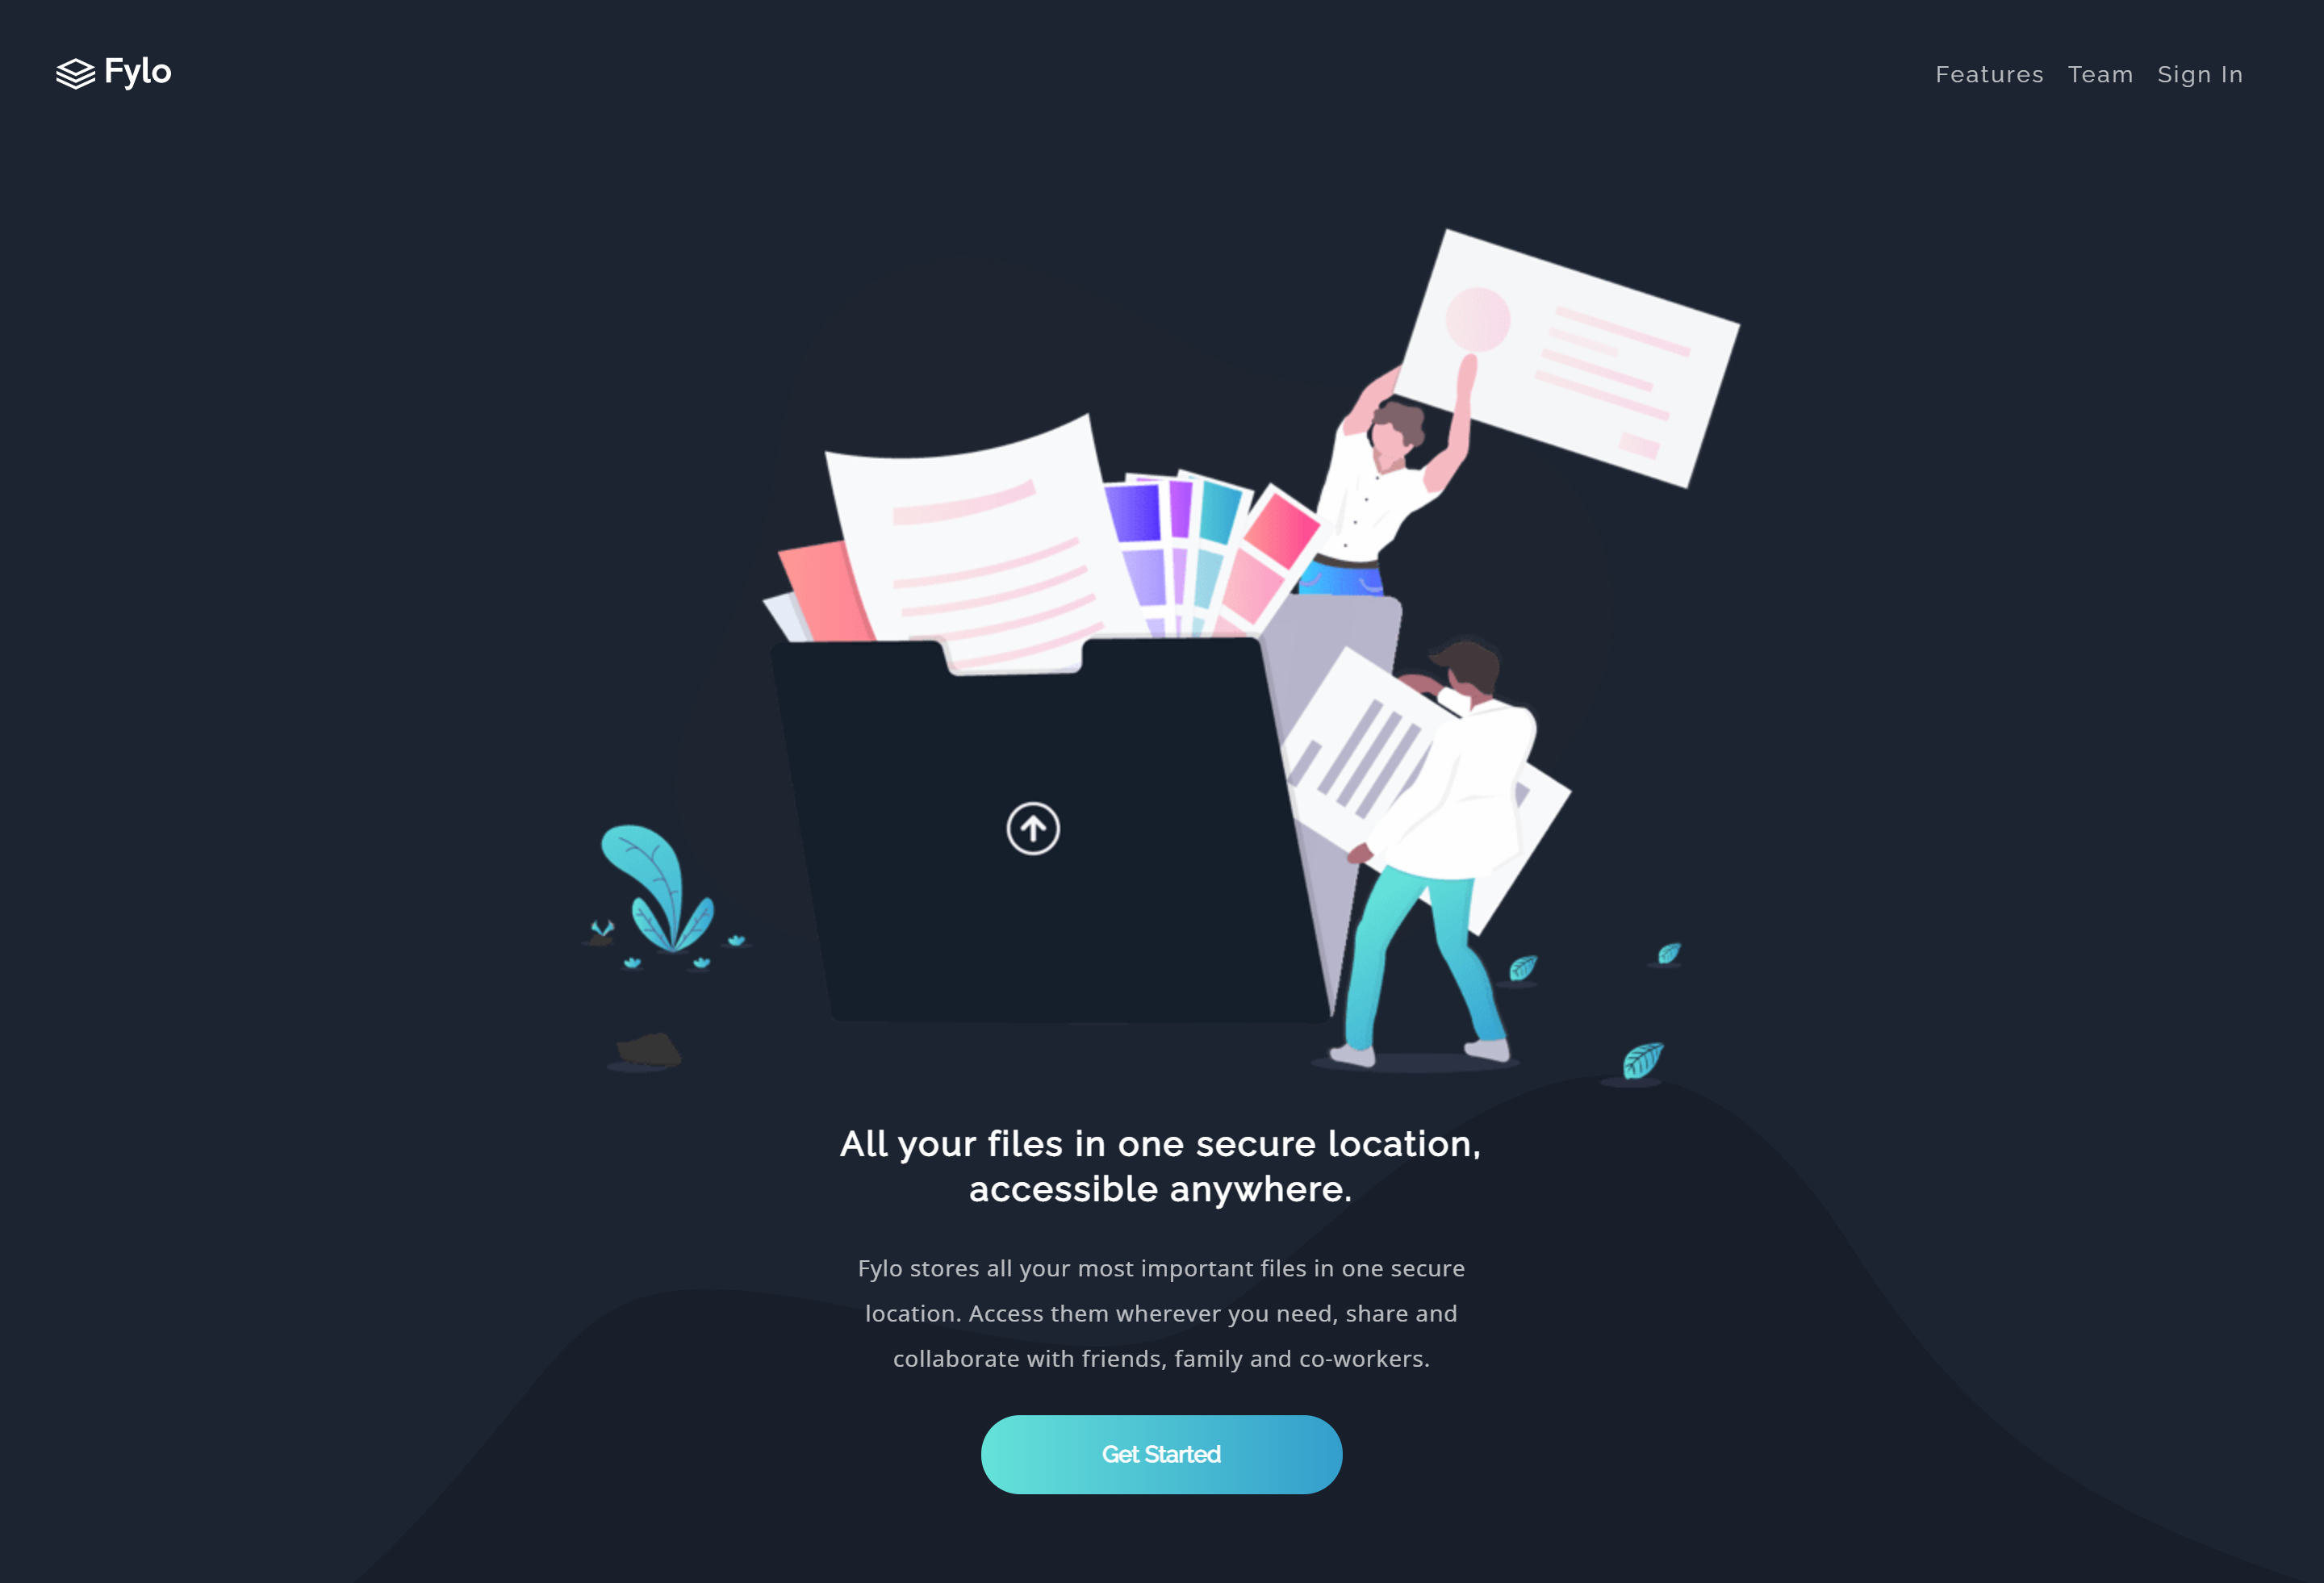 Fylo
Features Team Sign In
All your files in one secure location,
accessible anywhere.
Fylo stores all your most important files in one secure
location. Access them wherever you need, share and
collaborate with friends, family and co-workers.
Get Started